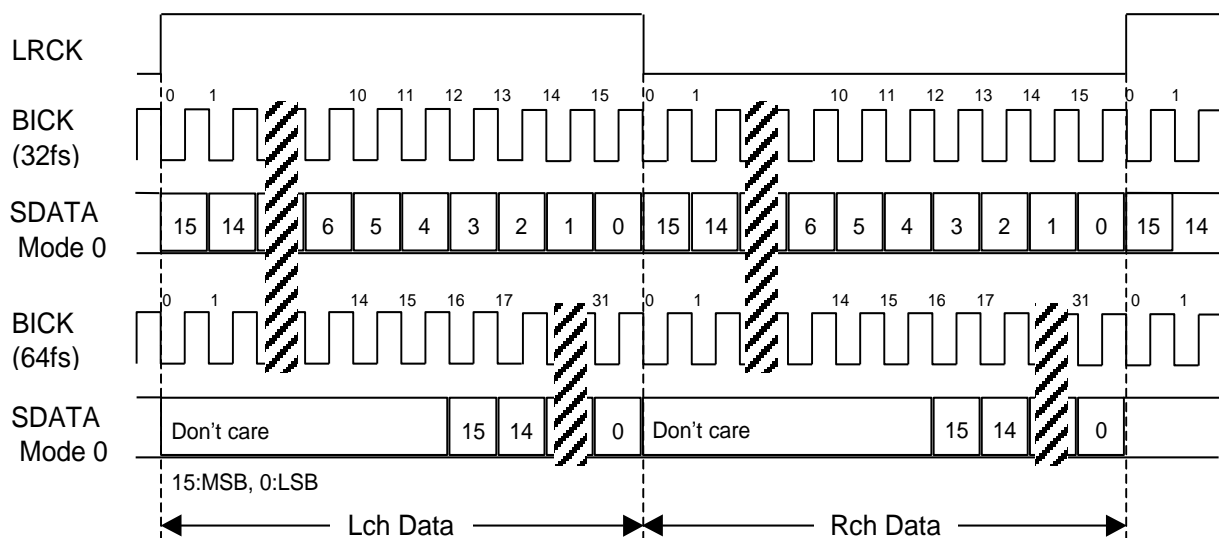 LRCK
0 1 10 11 12 13 14 15 0 1 10 11 12 13 14 15 0 1
BICK
(32fs)
SDATA
Mode 0
15 14 6 5 4 3 2 1 0 15 14 6 5 4 3 2 1 0 15 14
0 1 14 15 16 17 31 0 1 14 15 16 17 31 0 1
BICK
(64fs)
SDATA
Mode 0
Don't care 15 14 0 Don't care 15 14 0
15:MSB, 0:LSB
Lch Data Rch Data